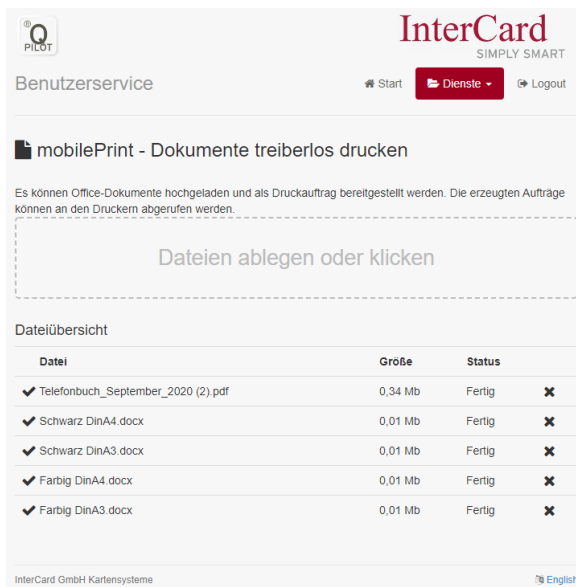 ®
Q
PILOT
InterCard
SIMPLY SMART
Benutzerservice
Start Dienste Logout
mobilePrint - Dokumente treiberlos drucken
Es können Office-Dokumente hochgeladen und als Druckauftrag bereitgestellt werden. Die erzeugten Aufträge
können an den Druckern abgerufen werden.
Dateien ablegen oder klicken
Dateiübersicht
Datei Größe Status
Telefonbuch_September_2020 (2).pdf 0,34 Mb Fertig
Schwarz DinA4.docx 0,01 Mb Fertig
Schwarz DinA3.docx 0,01 Mb Fertig
Farbig DinA4.docx 0,01 Mb Fertig
Farbig DinA3.docx 0,01 Mb Fertig
InterCard GmbH Kartensysteme English